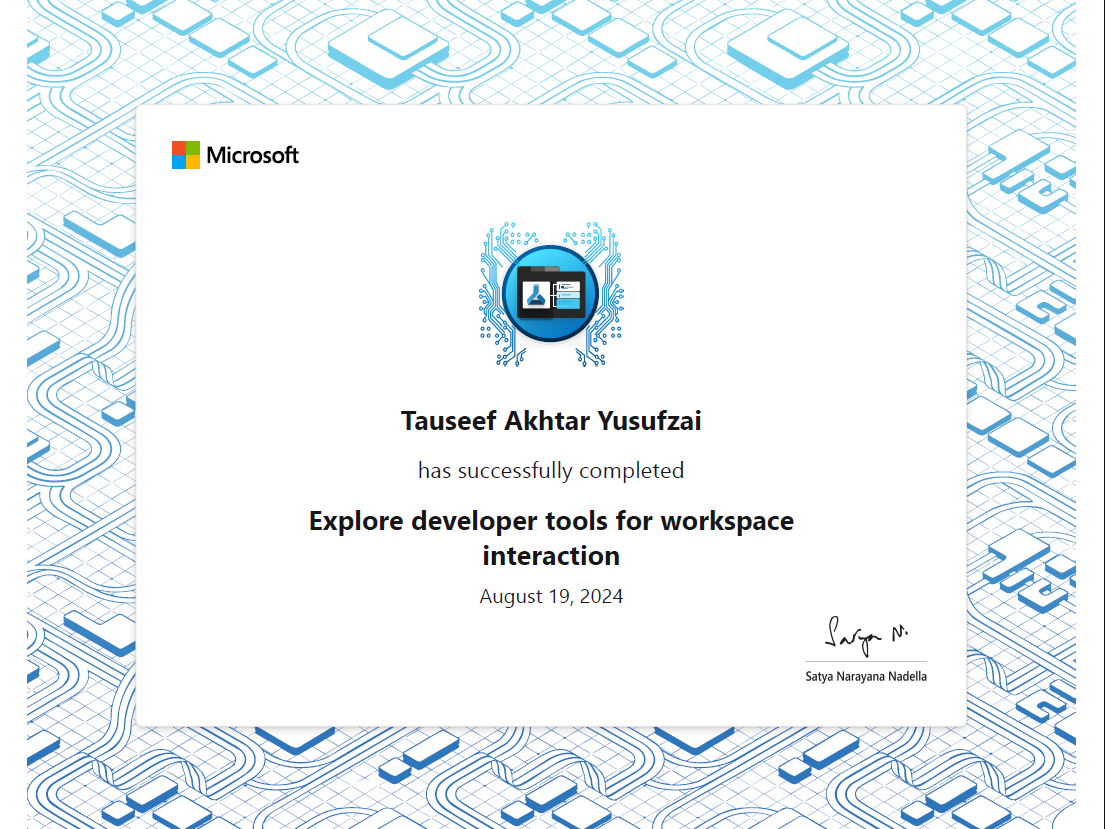 Microsoft
Tauseef Akhtar Yusufzai
has successfully completed
Explore developer tools for workspace
interaction
August 19, 2024
Satya N.
Satya Narayana Nadella